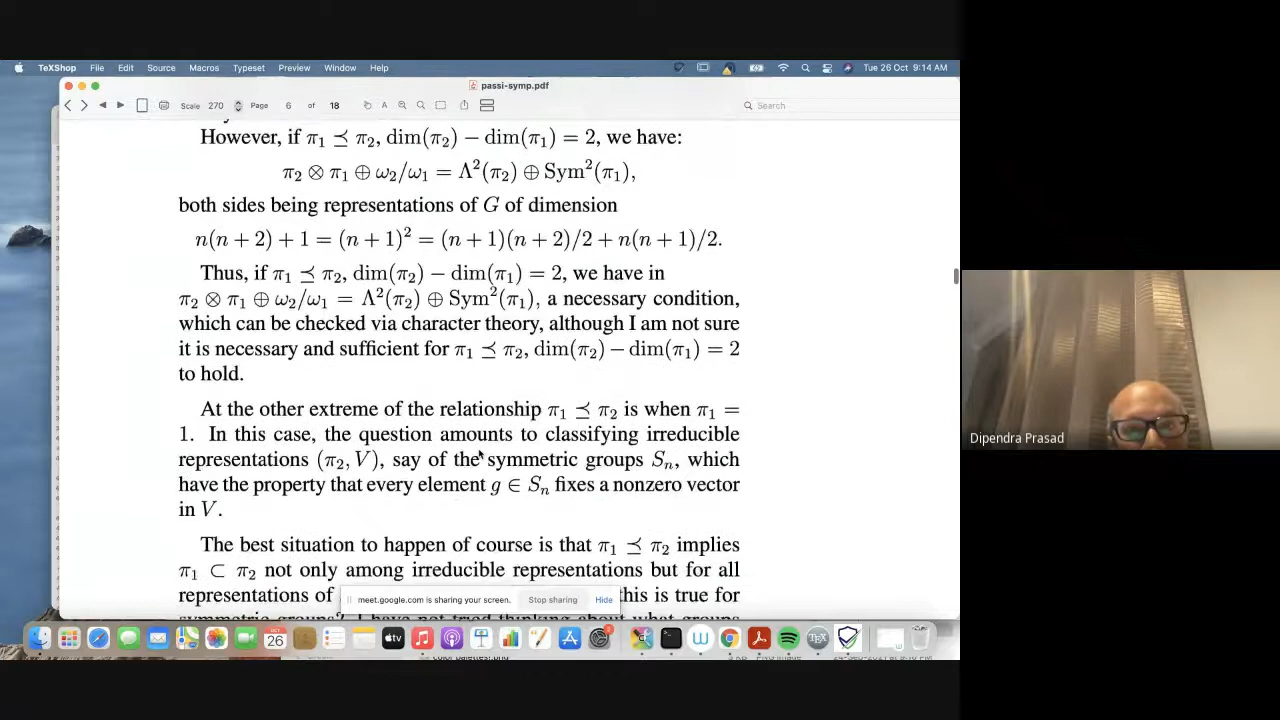 TeXShop File Edit Source Macros Typeset Preview Window Help Tue 26 Oct 9:14 AM
passi-symp.pdf
Scale 270 Page 6 of 18 Search
However, if π₁ ⪯ π₂, dim(π₂) − dim(π₁) = 2, we have:
π₂ ⊗ π₁ ⊕ ω₂/ω₁ = Λ²(π₂) ⊕ Sym²(π₁),
both sides being representations of G of dimension
n(n + 2) + 1 = (n + 1)² = (n + 1)(n + 2)/2 + n(n + 1)/2.
Thus, if π₁ ⪯ π₂, dim(π₂) − dim(π₁) = 2, we have in
π₂ ⊗ π₁ ⊕ ω₂/ω₁ = Λ²(π₂) ⊕ Sym²(π₁), a necessary condition,
which can be checked via character theory, although I am not sure
it is necessary and sufficient for π₁ ⪯ π₂, dim(π₂) − dim(π₁) = 2
to hold.
At the other extreme of the relationship π₁ ⪯ π₂ is when π₁ =
1. In this case, the question amounts to classifying irreducible
representations (π₂, V), say of the symmetric groups Sₙ, which
have the property that every element g ∈ Sₙ fixes a nonzero vector
in V.
The best situation to happen of course is that π₁ ⪯ π₂ implies
π₁ ⊂ π₂ not only among irreducible representations but for all
representations of this is true for
meet.google.com is sharing your screen. Stop sharing Hide
symmetric groups? I have not tried thinking about what groups
Dipendra Prasad